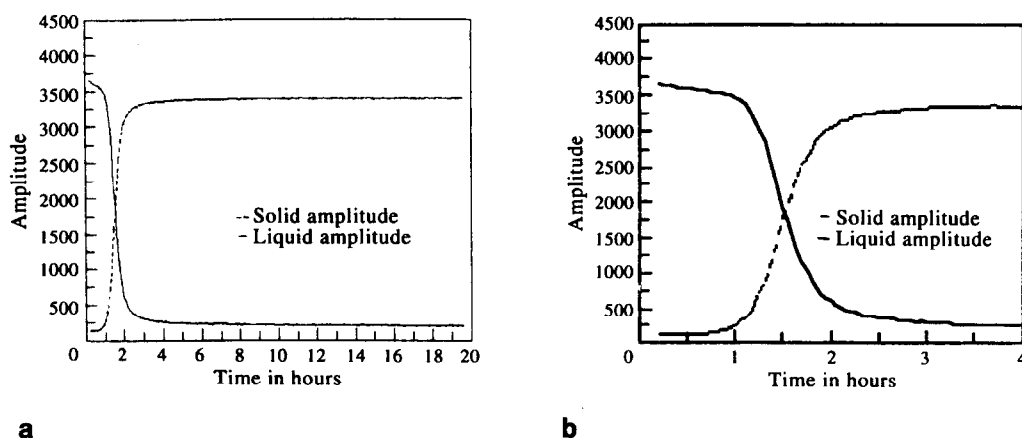 4500
4000
3500
3000
2500
2000
1500
1000
500
Amplitude
-- Solid amplitude
– Liquid amplitude
0 2 4 6 8 10 12 14 16 18 20
Time in hours
a
4500
4000
3500
3000
2500
2000
1500
1000
500
Amplitude
– Solid amplitude
– Liquid amplitude
0 0 1 2 3 4
Time in hours
b